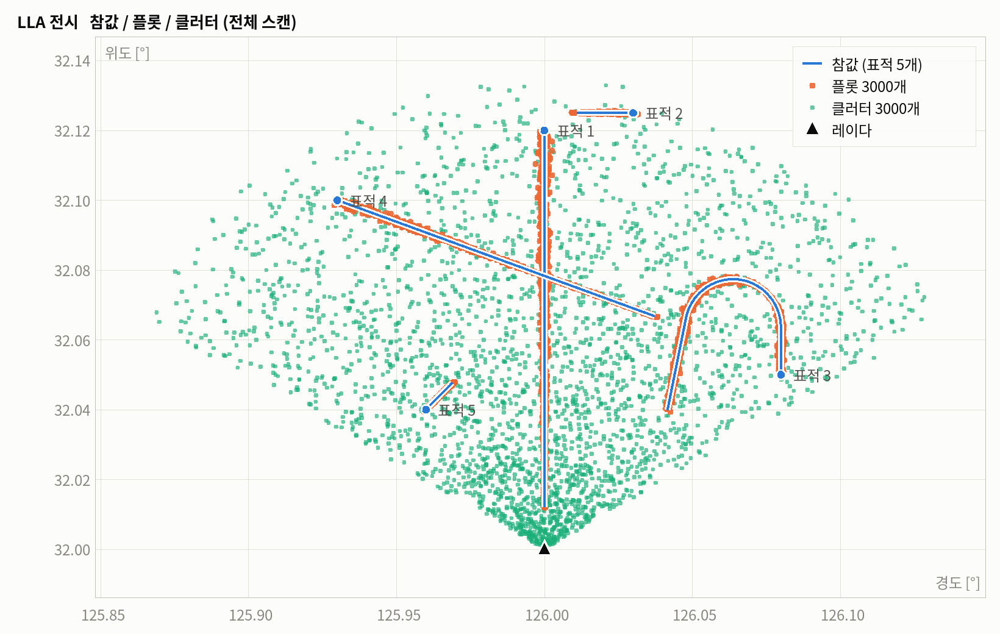 LLA 전시 참값 / 플롯 / 클러터 (전체 스캔)
위도 [°]
32.14
32.12
32.10
32.08
32.06
32.04
32.02
32.00
참값 (표적 5개)
플롯 3000개
클러터 3000개
레이다
표적 2
표적 1
표적 4
표적 3
표적 5
경도 [°]
125.85
125.90
125.95
126.00
126.05
126.10